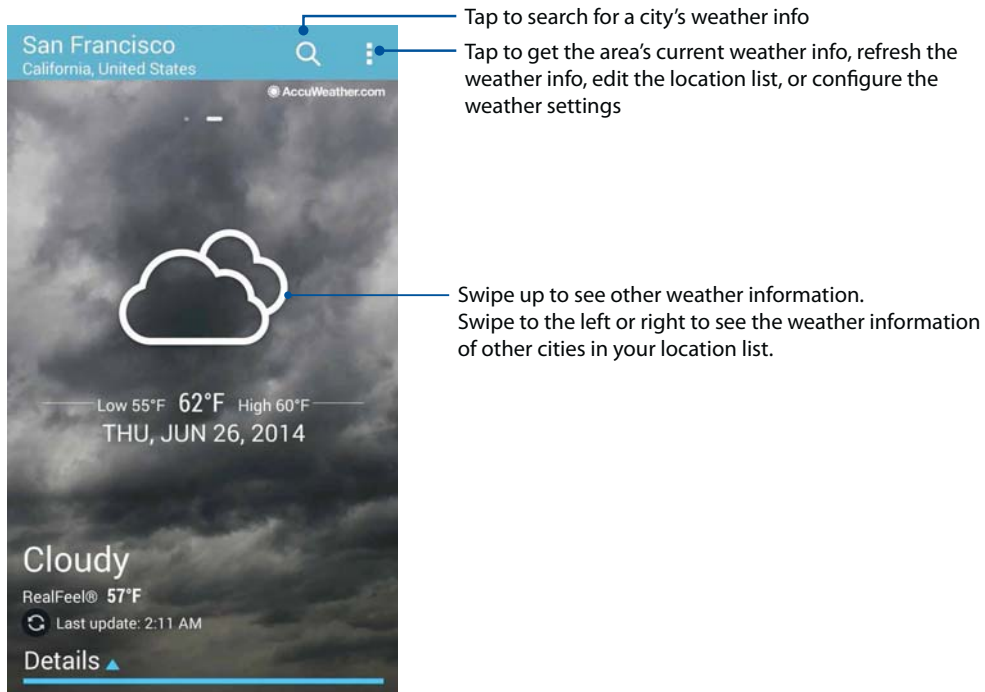 Tap to search for a city's weather info
Tap to get the area's current weather info, refresh the
weather info, edit the location list, or configure the
weather settings
San Francisco
California, United States
AccuWeather.com
Swipe up to see other weather information.
Swipe to the left or right to see the weather information
of other cities in your location list.
Low 55°F 62°F High 60°F
THU, JUN 26, 2014
Cloudy
RealFeel® 57°F
Last update: 2:11 AM
Details